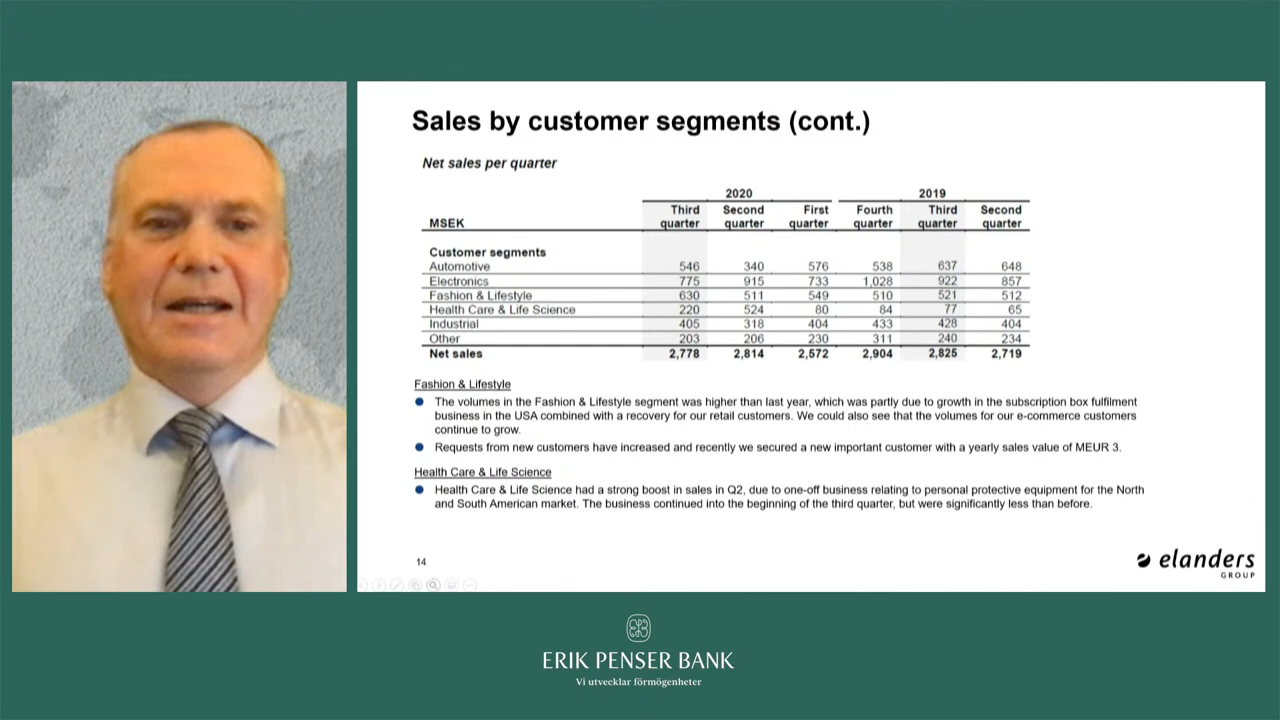 Sales by customer segments (cont.)
Net sales per quarter
2020 2019
Third Second First Fourth Third Second
MSEK quarter quarter quarter quarter quarter quarter
Customer segments
Automotive 546 340 576 538 637 648
Electronics 775 915 733 1,028 922 857
Fashion & Lifestyle 630 511 549 510 521 512
Health Care & Life Science 220 524 80 84 77 65
Industrial 405 318 404 433 428 404
Other 203 206 230 311 240 234
Net sales 2,778 2,814 2,572 2,904 2,825 2,719
Fashion & Lifestyle
The volumes in the Fashion & Lifestyle segment was higher than last year, which was partly due to growth in the subscription box fulfilment
business in the USA combined with a recovery for our retail customers. We could also see that the volumes for our e-commerce customers
continue to grow.
Requests from new customers have increased and recently we secured a new important customer with a yearly sales value of MEUR 3.
Health Care & Life Science
Health Care & Life Science had a strong boost in sales in Q2, due to one-off business relating to personal protective equipment for the North
and South American market. The business continued into the beginning of the third quarter, but were significantly less than before.
14
elanders
GROUP
ERIK PENSER BANK
Vi utvecklar förmögenheter